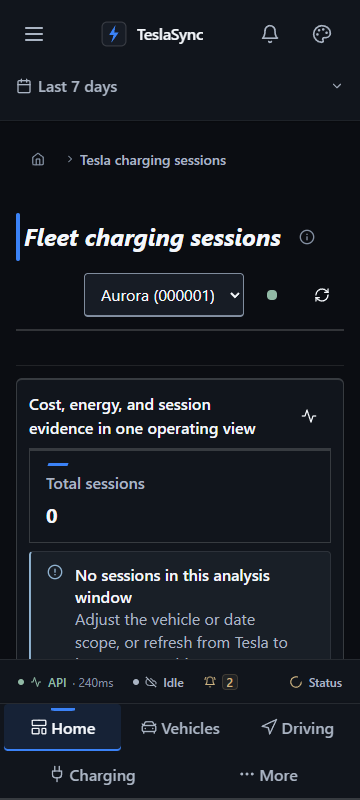 TeslaSync
Last 7 days
Tesla charging sessions
Fleet charging sessions
Aurora (000001)
Cost, energy, and session
evidence in one operating view
Total sessions
0
No sessions in this analysis
window
Adjust the vehicle or date
scope, or refresh from Tesla to
API · 240ms Idle 2 Status
Home Vehicles Driving
Charging More